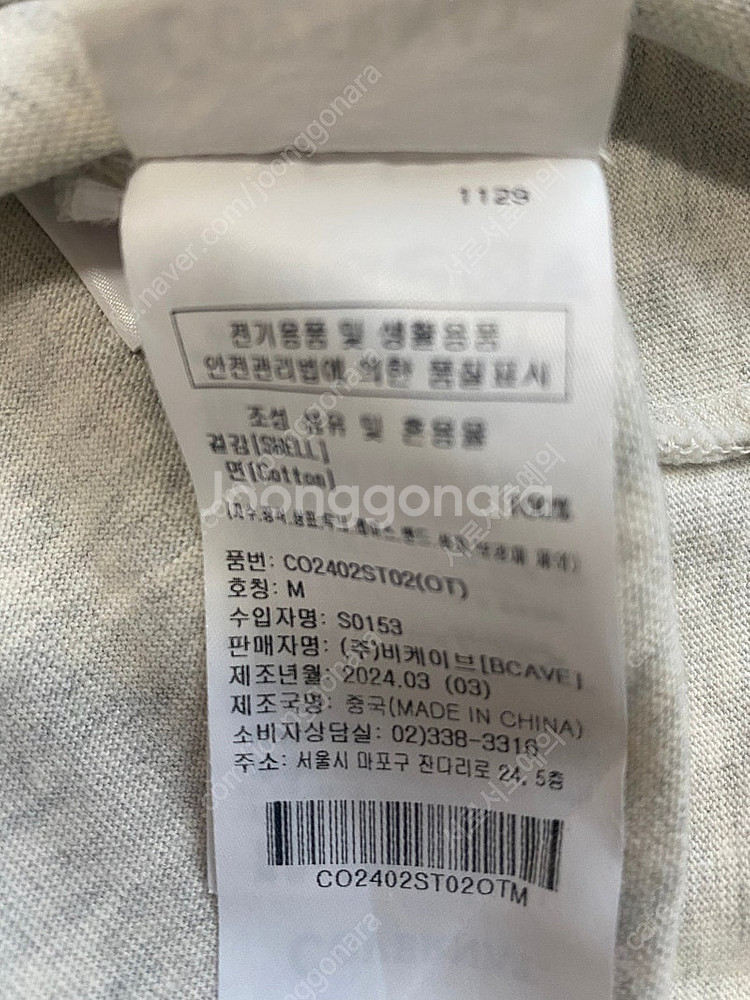 1129
전기용품 및 생활용품
안전관리법에 의한 품질표시
조성 섬유 및 혼용율
겉감[SHELL]
면[Cotton] 100%
품번: CO2402ST02(OT)
호칭: M
수입자명: S0153
판매자명: (주)비케이브[BCAVE]
제조년월: 2024.03 (03)
제조국명: 중국(MADE IN CHINA)
소비자상담실: 02)338-3316
주소: 서울시 마포구 잔다리로 24, 5층
CO2402ST02OTM
Joonggonara